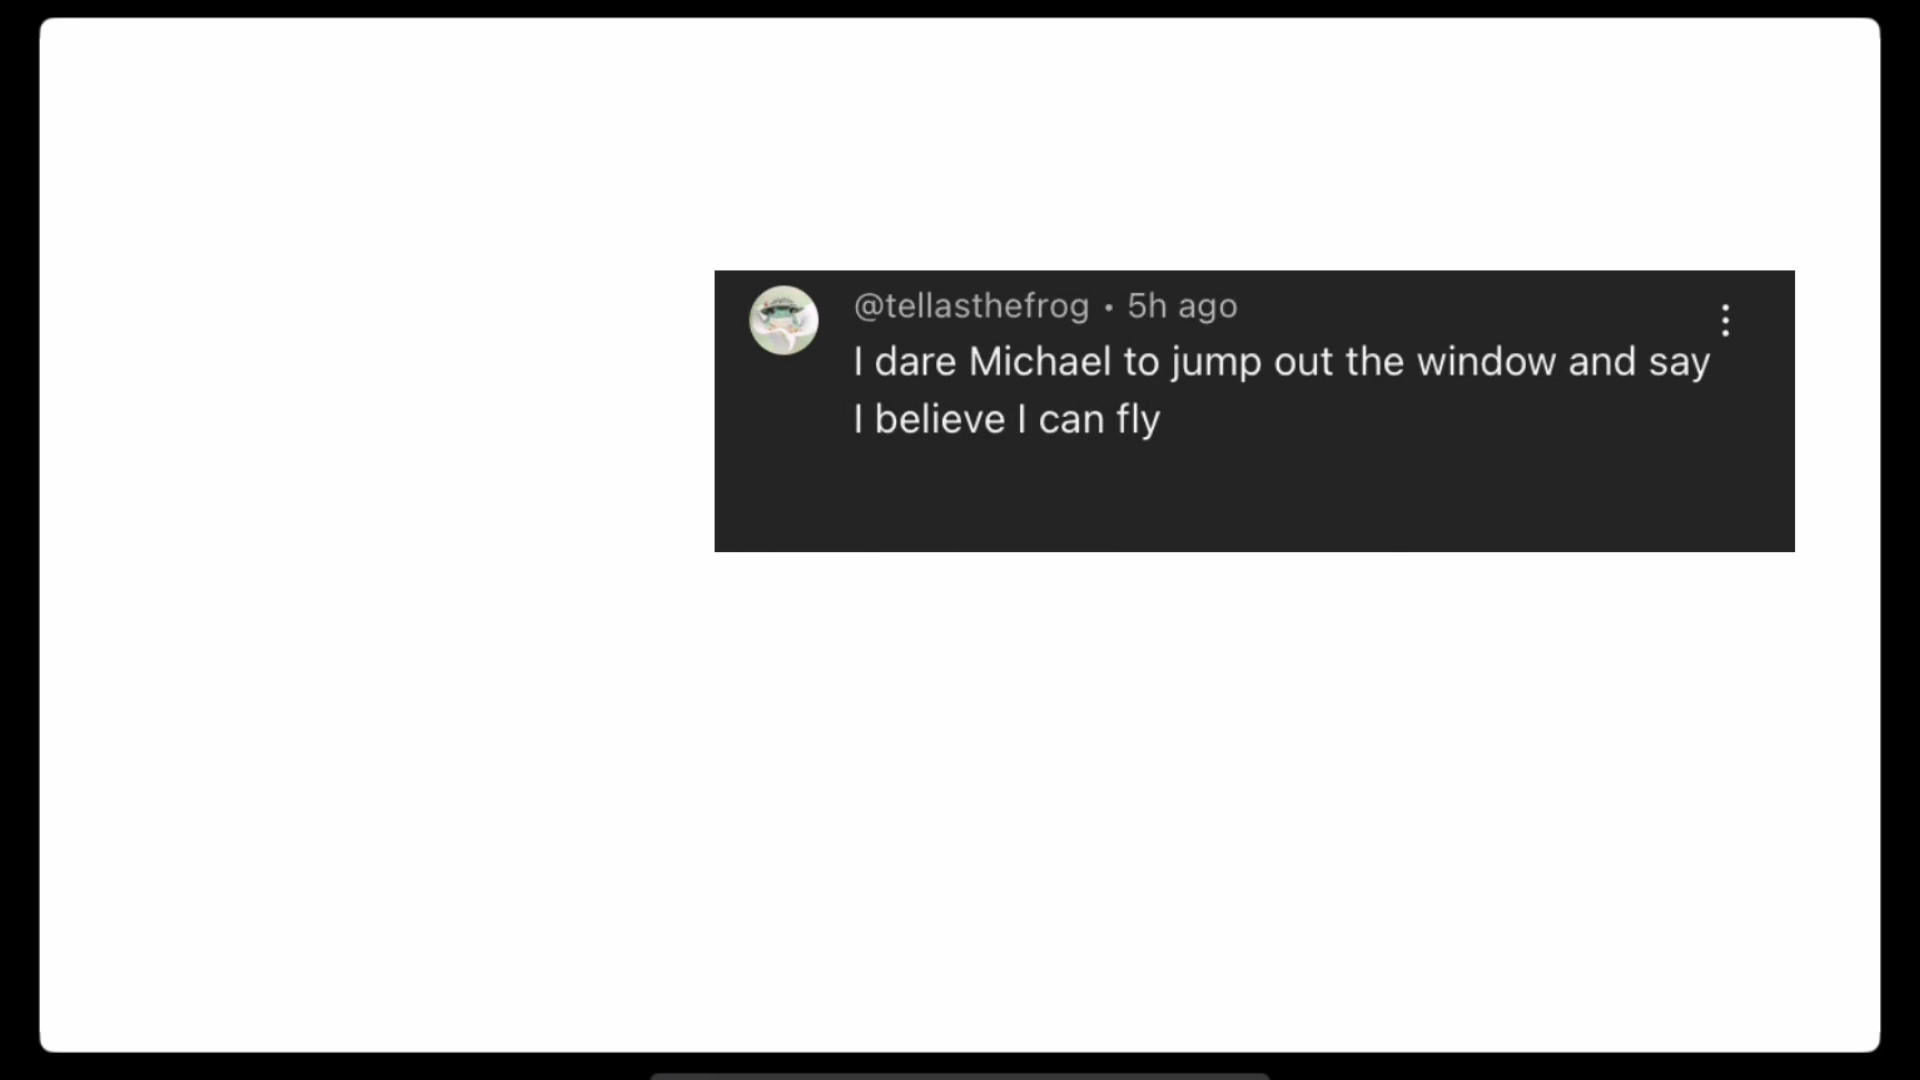 @tellasthefrog • 5h ago
I dare Michael to jump out the window and say
I believe I can fly